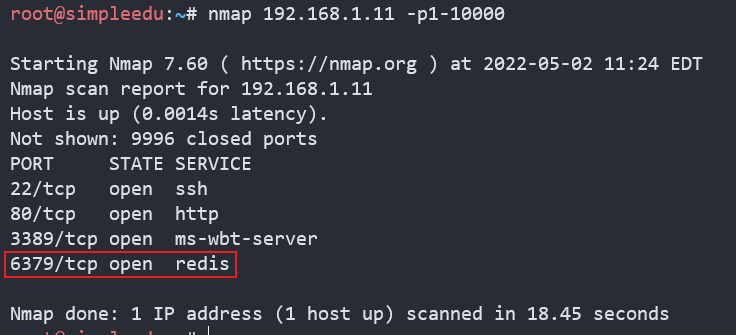 root@simpleedu:~# nmap 192.168.1.11 -p1-10000
Starting Nmap 7.60 ( https://nmap.org ) at 2022-05-02 11:24 EDT
Nmap scan report for 192.168.1.11
Host is up (0.0014s latency).
Not shown: 9996 closed ports
PORT     STATE SERVICE
22/tcp   open  ssh
80/tcp   open  http
3389/tcp open  ms-wbt-server
6379/tcp open  redis
Nmap done: 1 IP address (1 host up) scanned in 18.45 seconds